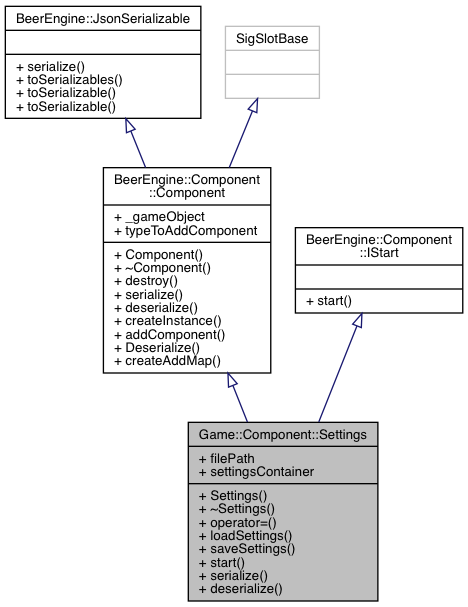 BeerEngine::JsonSerializable
+ serialize()
+ toSerializables()
+ toSerializable()
+ toSerializable()
SigSlotBase
BeerEngine::Component
::Component
+ _gameObject
+ typeToAddComponent
+ Component()
+ ~Component()
+ destroy()
+ serialize()
+ deserialize()
+ createInstance()
+ addComponent()
+ Deserialize()
+ createAddMap()
BeerEngine::Component
::IStart
+ start()
Game::Component::Settings
+ filePath
+ settingsContainer
+ Settings()
+ ~Settings()
+ operator=()
+ loadSettings()
+ saveSettings()
+ start()
+ serialize()
+ deserialize()